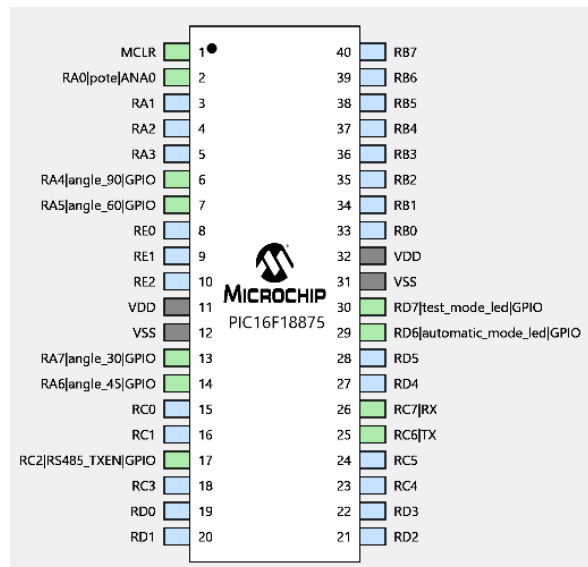 MCLR 1 40 RB7
RA0|pote|ANA0 2 39 RB6
RA1 3 38 RB5
RA2 4 37 RB4
RA3 5 36 RB3
RA4|angle_90|GPIO 6 35 RB2
RA5|angle_60|GPIO 7 34 RB1
RE0 8 33 RB0
RE1 9 32 VDD
RE2 10 31 VSS
MICROCHIP
VDD 11 30 RD7|test_mode_led|GPIO
PIC16F18875
VSS 12 29 RD6|automatic_mode_led|GPIO
RA7|angle_30|GPIO 13 28 RD5
RA6|angle_45|GPIO 14 27 RD4
RC0 15 26 RC7|RX
RC1 16 25 RC6|TX
RC2|RS485_TXEN|GPIO 17 24 RC5
RC3 18 23 RC4
RD0 19 22 RD3
RD1 20 21 RD2